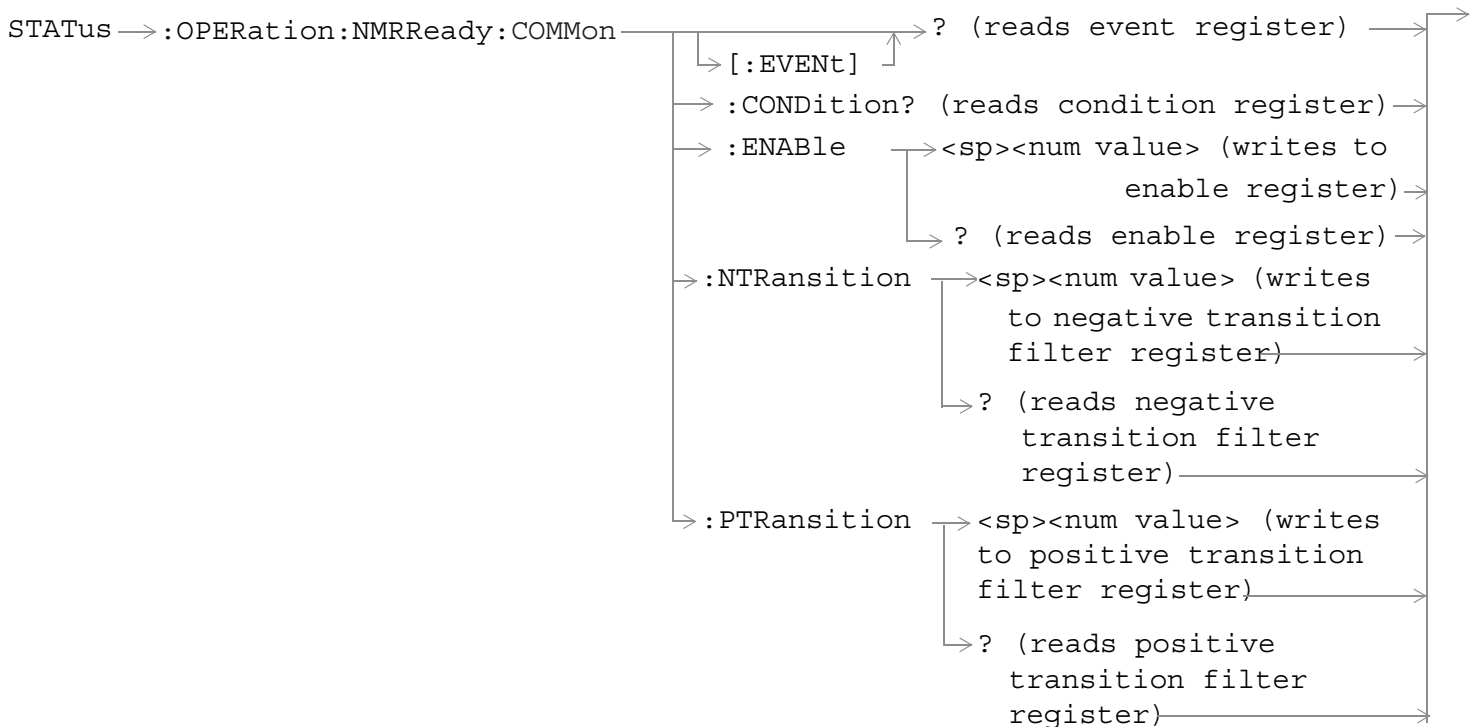 STATus :OPERation:NMRReady:COMMon ? (reads event register)
[:EVENt]
:CONDition? (reads condition register)
:ENABle <sp><num value> (writes to
enable register)
? (reads enable register)
:NTRansition <sp><num value> (writes
to negative transition
filter register)
? (reads negative
transition filter
register)
:PTRansition <sp><num value> (writes
to positive transition
filter register)
? (reads positive
transition filter
register)